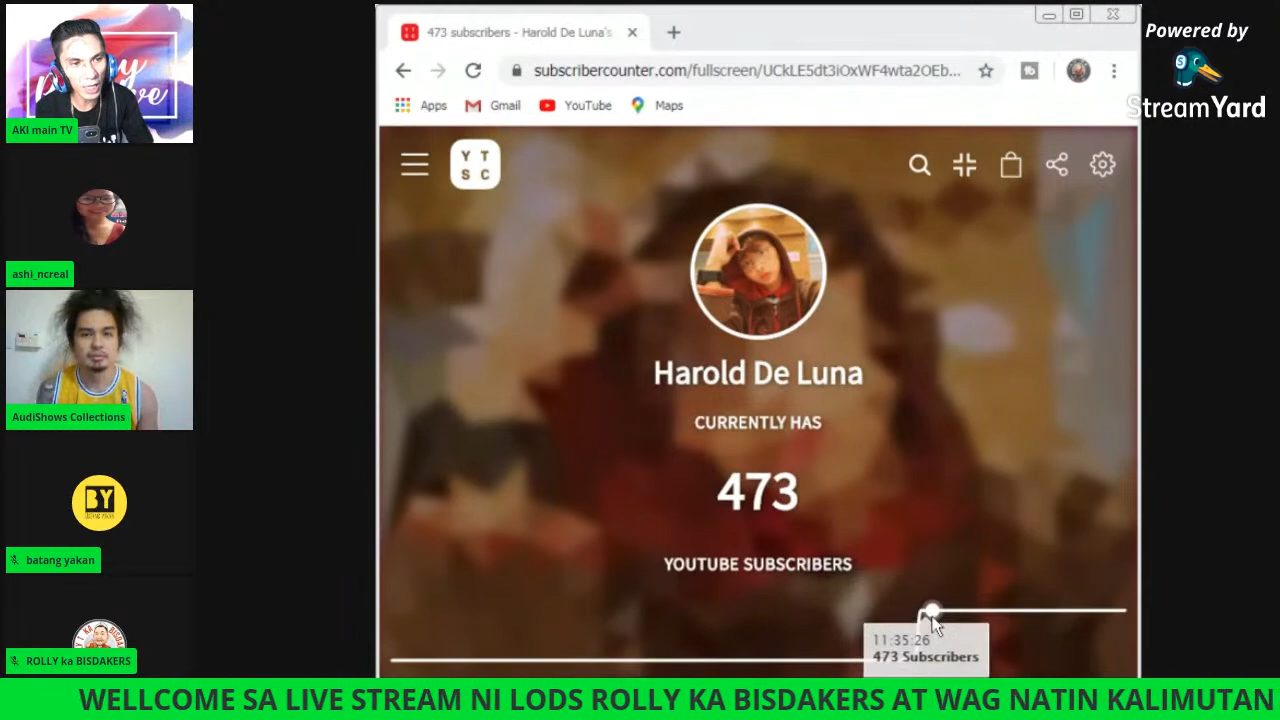 AKI main TV
ashi_ncreal
AudiShows Collections
BY
batang yakan
ROLLY ka BISDAKERS
473 subscribers - Harold De Luna's
subscribercounter.com/fullscreen/UCkLE5dt3iOxWF4wta2OEb...
Apps Gmail YouTube Maps
Y T
S C
Harold De Luna
CURRENTLY HAS
473
YOUTUBE SUBSCRIBERS
11:35:26
473 Subscribers
Powered by
StreamYard
WELLCOME SA LIVE STREAM NI LODS ROLLY KA BISDAKERS AT WAG NATIN KALIMUTAN